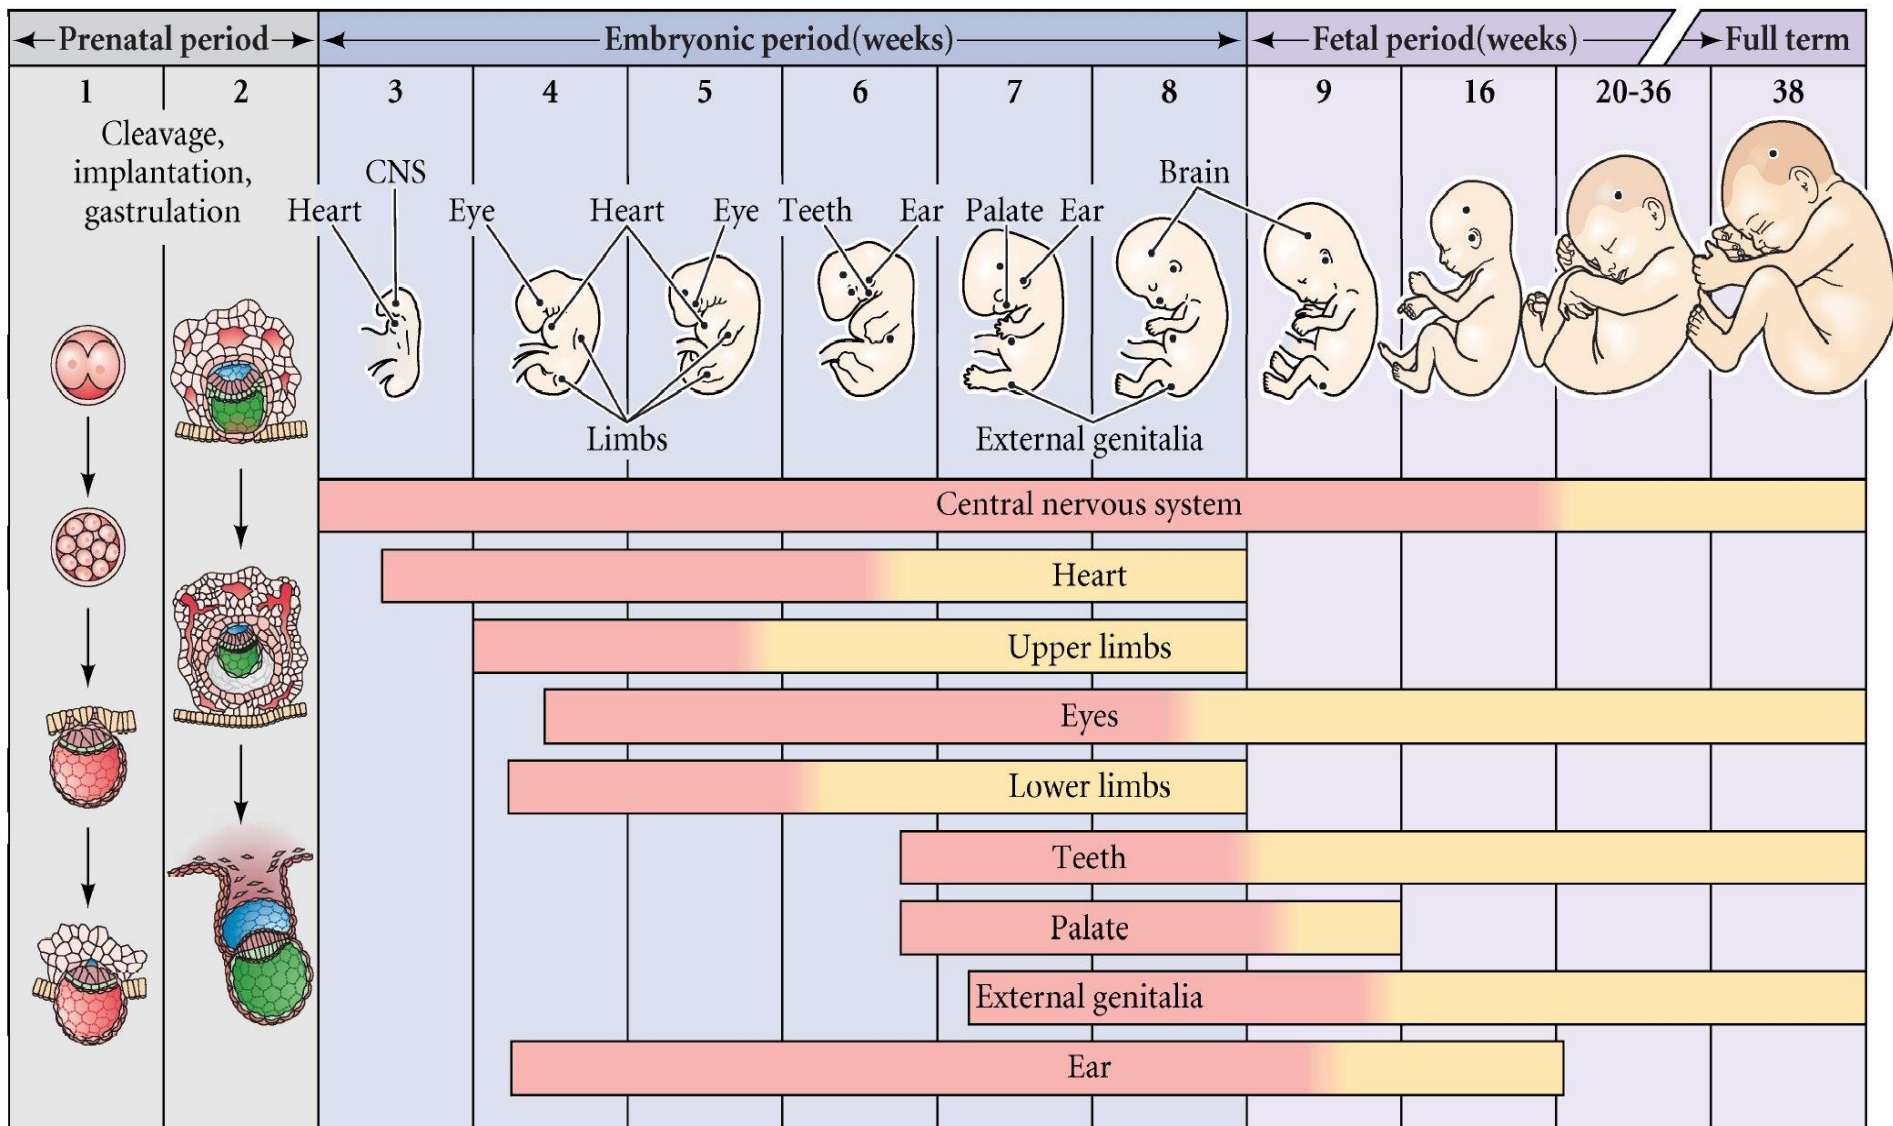 Prenatal period Embryonic period(weeks) Fetal period(weeks) Full term
1 2 3 4 5 6 7 8 9 16 20-36 38
Cleavage,
implantation,
gastrulation
CNS
Brain
Heart Eye Heart Eye Teeth Ear Palate Ear
Limbs
External genitalia
Central nervous system
Heart
Upper limbs
Eyes
Lower limbs
Teeth
Palate
External genitalia
Ear